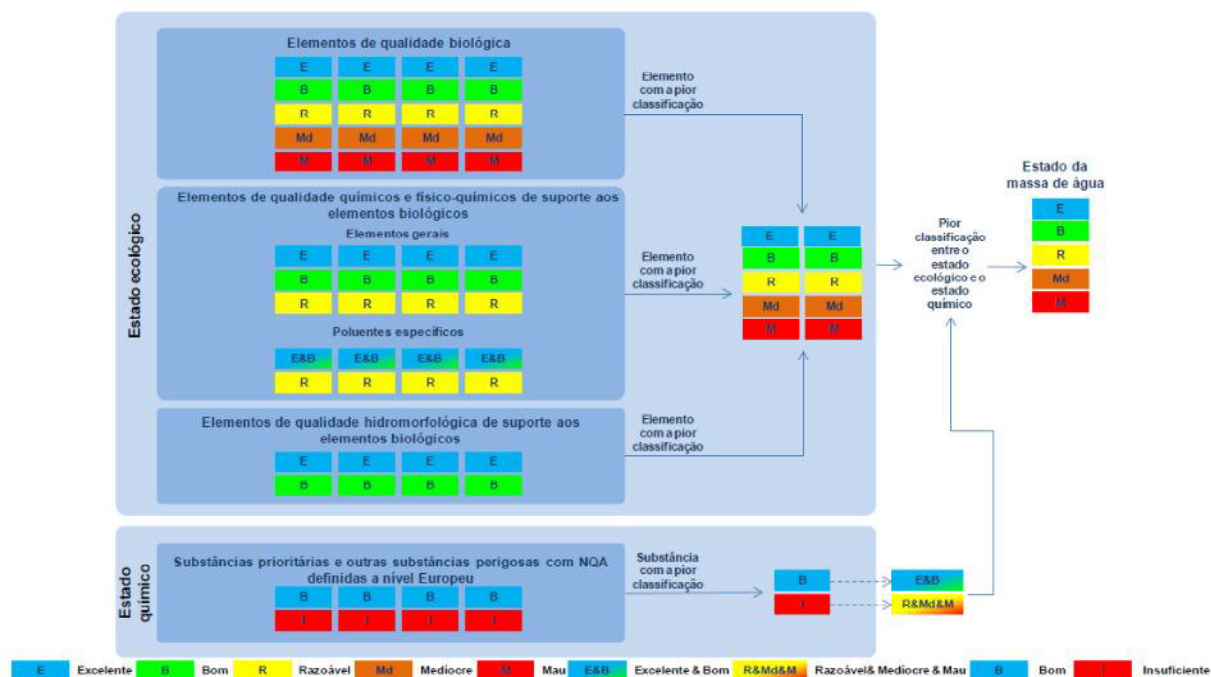 Estado ecológico
Elementos de qualidade biológica
E E E E
B B B B
R R R R
Md Md Md Md
M M M M
Elemento
com a pior
classificação
Elementos de qualidade químicos e físico-químicos de suporte aos
elementos biológicos
Elementos gerais
E E E E
B B B B
R R R R
Poluentes específicos
E&B E&B E&B E&B
R R R R
Elemento
com a pior
classificação
Elementos de qualidade hidromorfológica de suporte aos
elementos biológicos
E E E E
B B B B
Elemento
com a pior
classificação
E E
B B
R R
Md Md
M M
Pior
classificação
entre o
estado
ecológico e o
estado
químico
Estado da
massa de água
E
B
R
Md
M
Estado
químico
Substâncias prioritárias e outras substâncias perigosas com NQA
definidas a nível Europeu
B B B B
I I I I
Substância
com a pior
classificação
B
I
E&B
R&Md&M
E Excelente B Bom R Razoável Md Medíocre M Mau E&B Excelente & Bom R&Md&M Razoável& Medíocre & Mau B Bom I Insuficiente